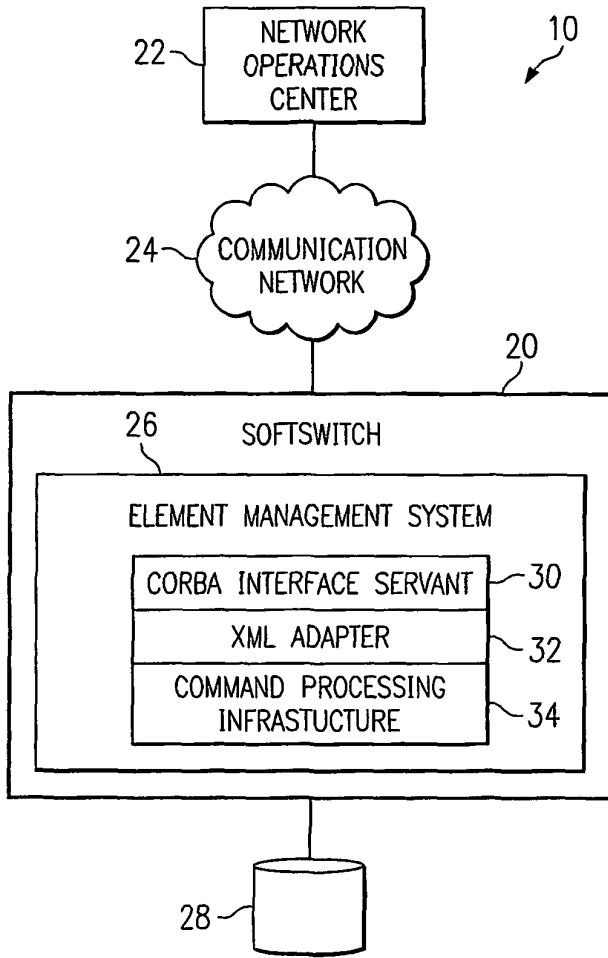 22
NETWORK
OPERATIONS
CENTER
10
24
COMMUNICATION
NETWORK
20
SOFTSWITCH
26
ELEMENT MANAGEMENT SYSTEM
CORBA INTERFACE SERVANT
30
XML ADAPTER
32
COMMAND PROCESSING
INFRASTUCTURE
34
28